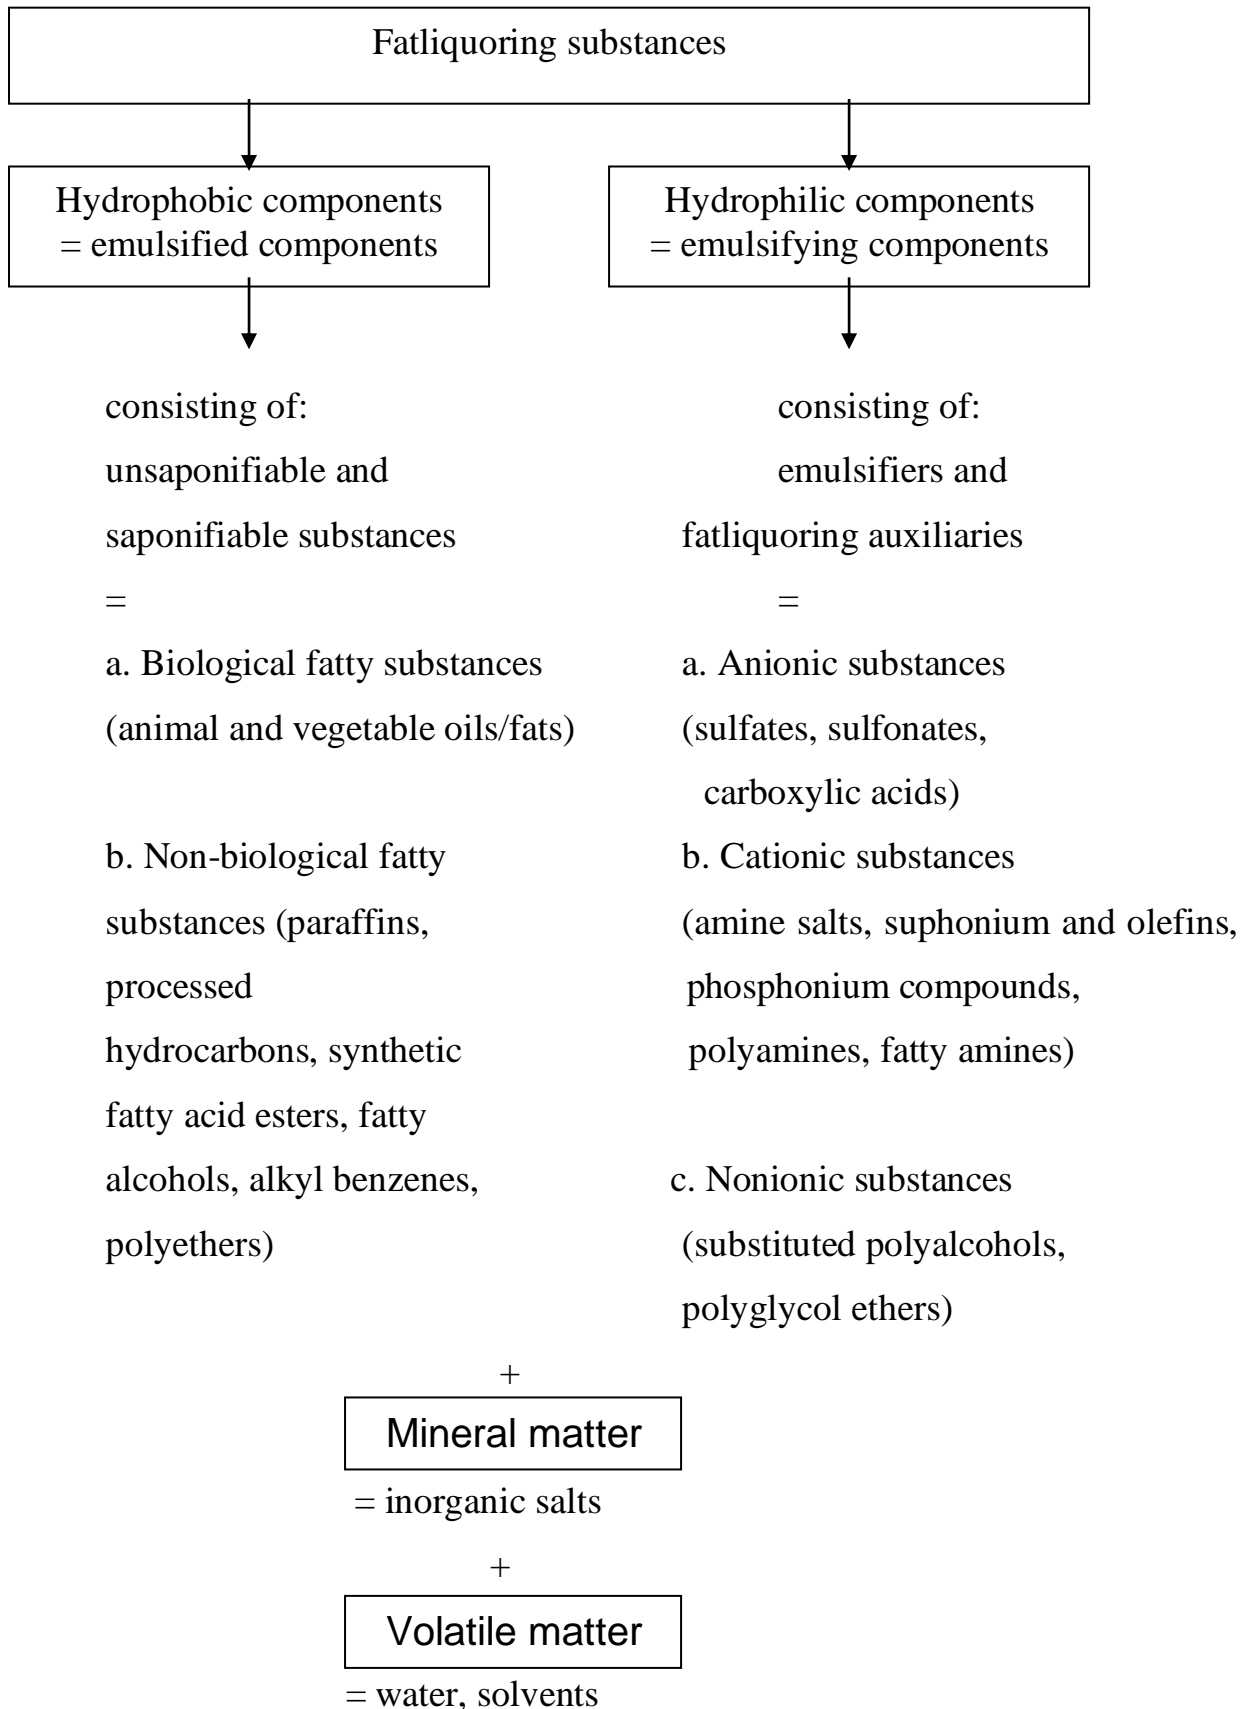 Fatliquoring substances
Hydrophobic components
= emulsified components
Hydrophilic components
= emulsifying components
consisting of:
unsaponifiable and
saponifiable substances
=
a. Biological fatty substances
(animal and vegetable oils/fats)
b. Non-biological fatty
substances (paraffins,
processed
hydrocarbons, synthetic
fatty acid esters, fatty
alcohols, alkyl benzenes,
polyethers)
consisting of:
emulsifiers and
fatliquoring auxiliaries
=
a. Anionic substances
(sulfates, sulfonates,
carboxylic acids)
b. Cationic substances
(amine salts, suphonium and olefins,
phosphonium compounds,
polyamines, fatty amines)
c. Nonionic substances
(substituted polyalcohols,
polyglycol ethers)
+
Mineral matter
= inorganic salts
+
Volatile matter
= water, solvents